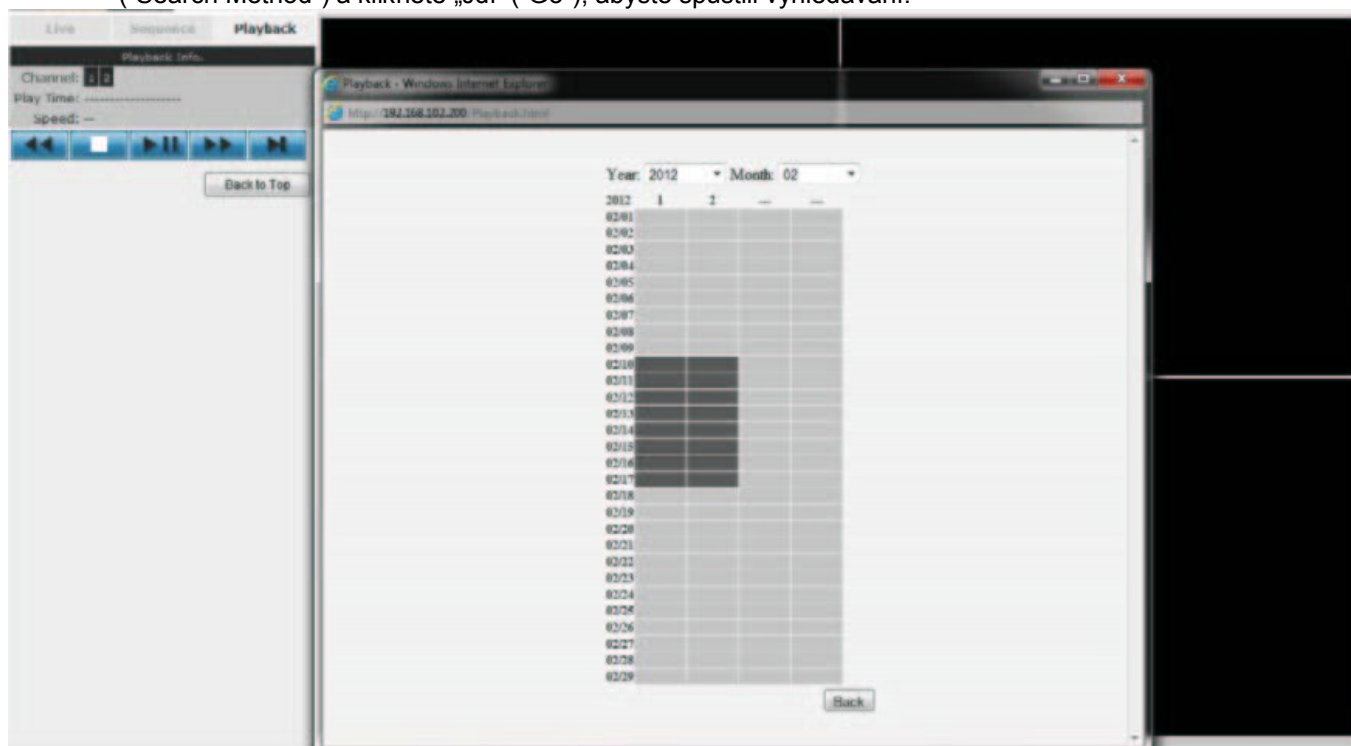 ("Search Method") a klikněte „Jdi“ ("Go"), abyste spustili vyhledávání.
Live Sequence Playback
Playback Info.
Channel: 1 2
Play Time: -------------------
Speed: --
Back to Top
Playback - Windows Internet Explorer
http://192.168.102.200/Playback.html
Year: 2012 Month: 02
2012 1 2 --- ---
02/01
02/02
02/03
02/04
02/05
02/06
02/07
02/08
02/09
02/10
02/11
02/12
02/13
02/14
02/15
02/16
02/17
02/18
02/19
02/20
02/21
02/22
02/23
02/24
02/25
02/26
02/27
02/28
02/29
Back